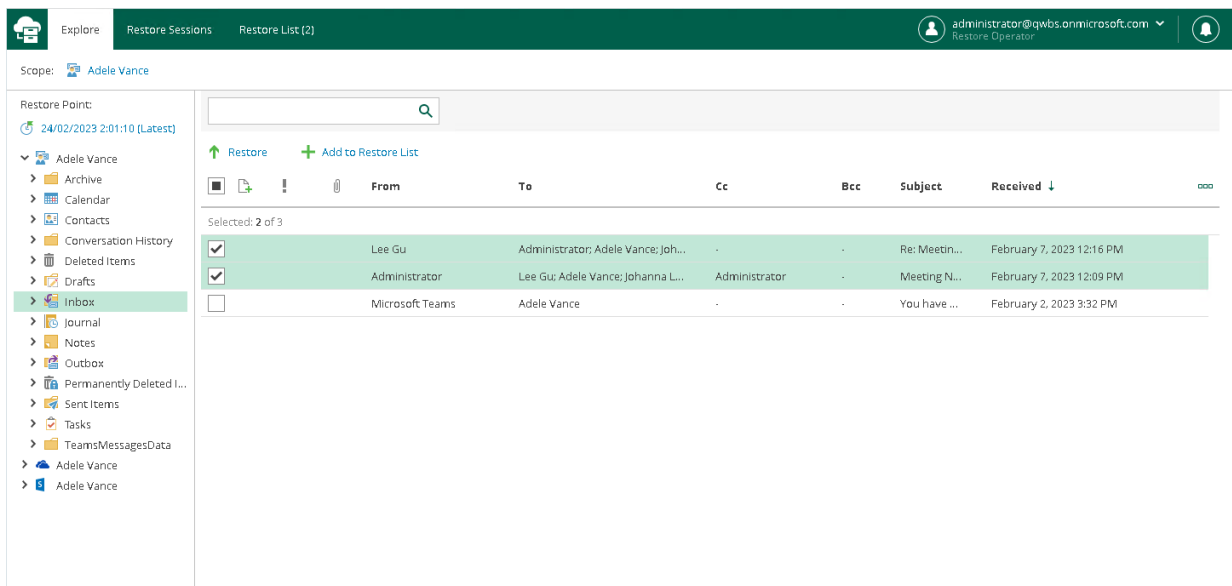 Explore Restore Sessions Restore List (2) administrator@qwbs.onmicrosoft.com
Restore Operator
Scope: Adele Vance
Restore Point:
24/02/2023 2:01:10 (Latest)
Adele Vance
Archive
Calendar
Contacts
Conversation History
Deleted Items
Drafts
Inbox
Journal
Notes
Outbox
Permanently Deleted I...
Sent Items
Tasks
TeamsMessagesData
Adele Vance
Adele Vance
Restore Add to Restore List
From To Cc Bcc Subject Received
Selected: 2 of 3
Lee Gu Administrator; Adele Vance; Joh... - - Re: Meetin... February 7, 2023 12:16 PM
Administrator Lee Gu; Adele Vance; Johanna L... Administrator - Meeting N... February 7, 2023 12:09 PM
Microsoft Teams Adele Vance - - You have ... February 2, 2023 3:32 PM